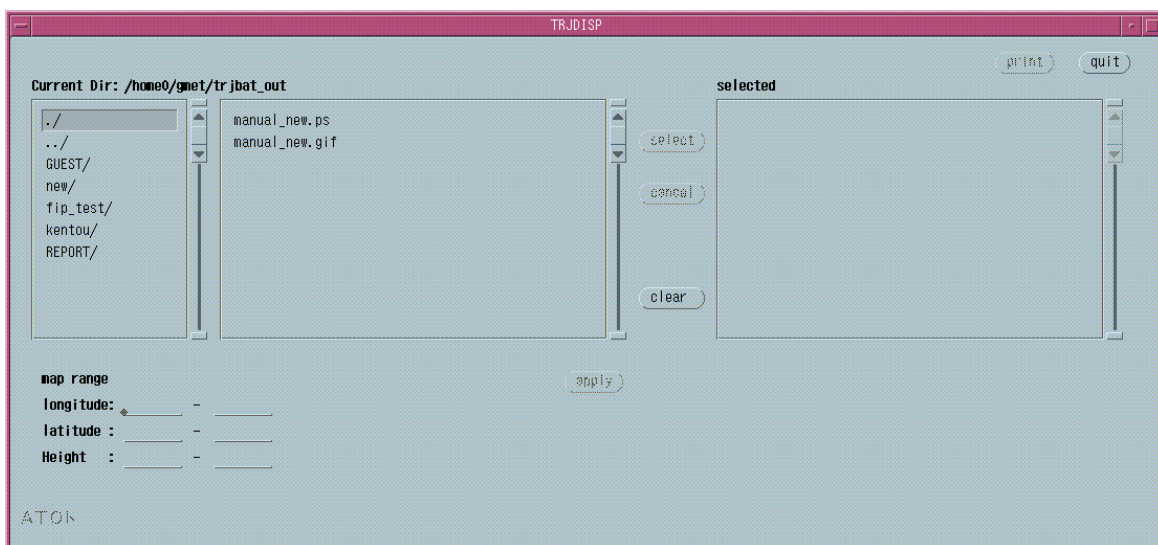 TRJDISP
print quit
Current Dir: /home0/gmet/trjbat_out
selected
./
../
GUEST/
new/
fip_test/
kentou/
REPORT/
manual_new.ps
manual_new.gif
select
cancel
clear
map range
apply
longitude: -
latitude : -
Height : -